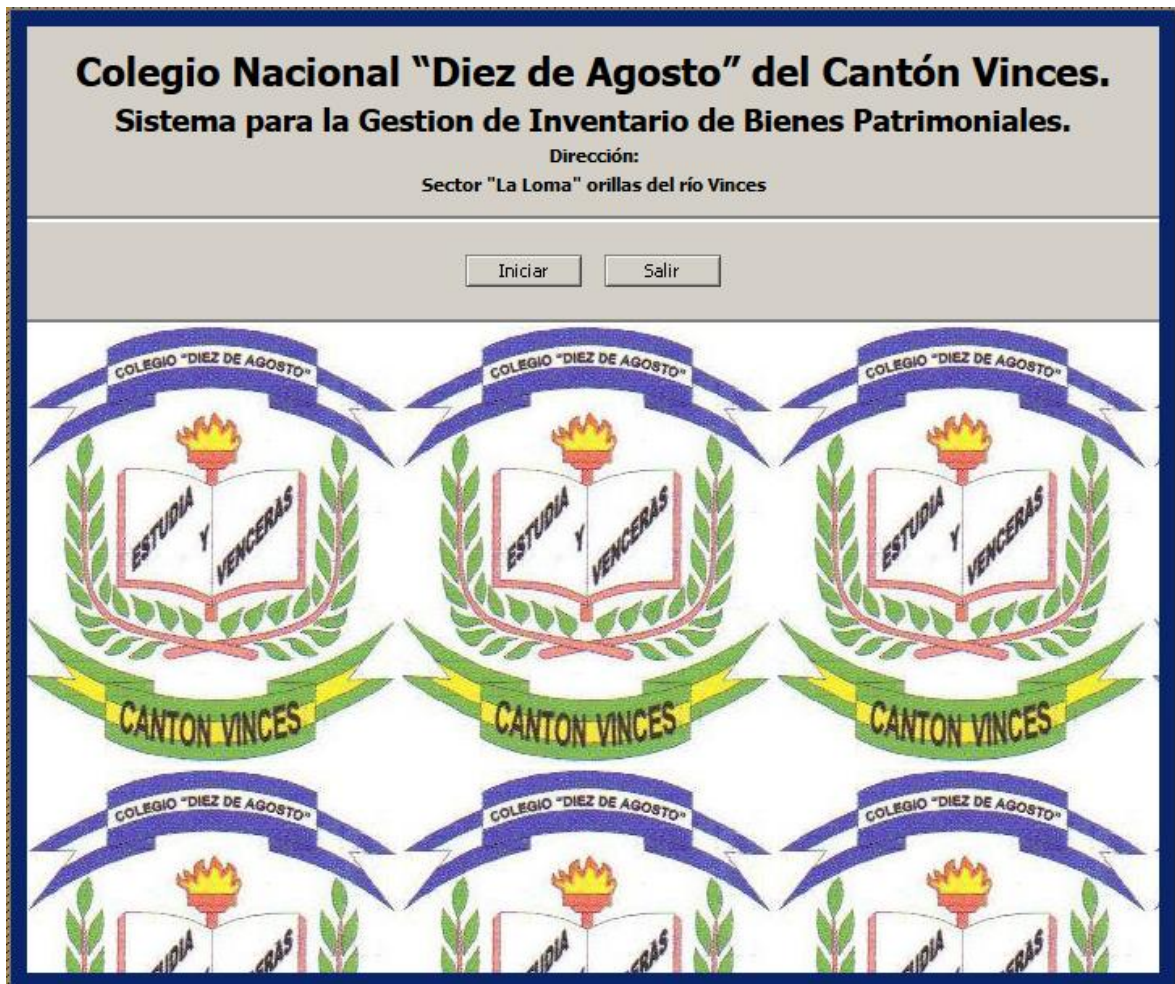 Colegio Nacional “Diez de Agosto” del Cantón Vinces.
Sistema para la Gestion de Inventario de Bienes Patrimoniales.
Dirección:
Sector "La Loma" orillas del río Vinces
Iniciar Salir
COLEGIO "DIEZ DE AGOSTO"
COLEGIO "DIEZ DE AGOSTO"
COLEGIO "DIEZ DE AGOSTO"
ESTUDIA Y VENCERAS
ESTUDIA Y VENCERAS
ESTUDIA Y VENCERAS
CANTON VINCES
CANTON VINCES
CANTON VINCES
COLEGIO "DIEZ DE AGOSTO"
COLEGIO "DIEZ DE AGOSTO"
COLEGIO "DIEZ DE AGOSTO"